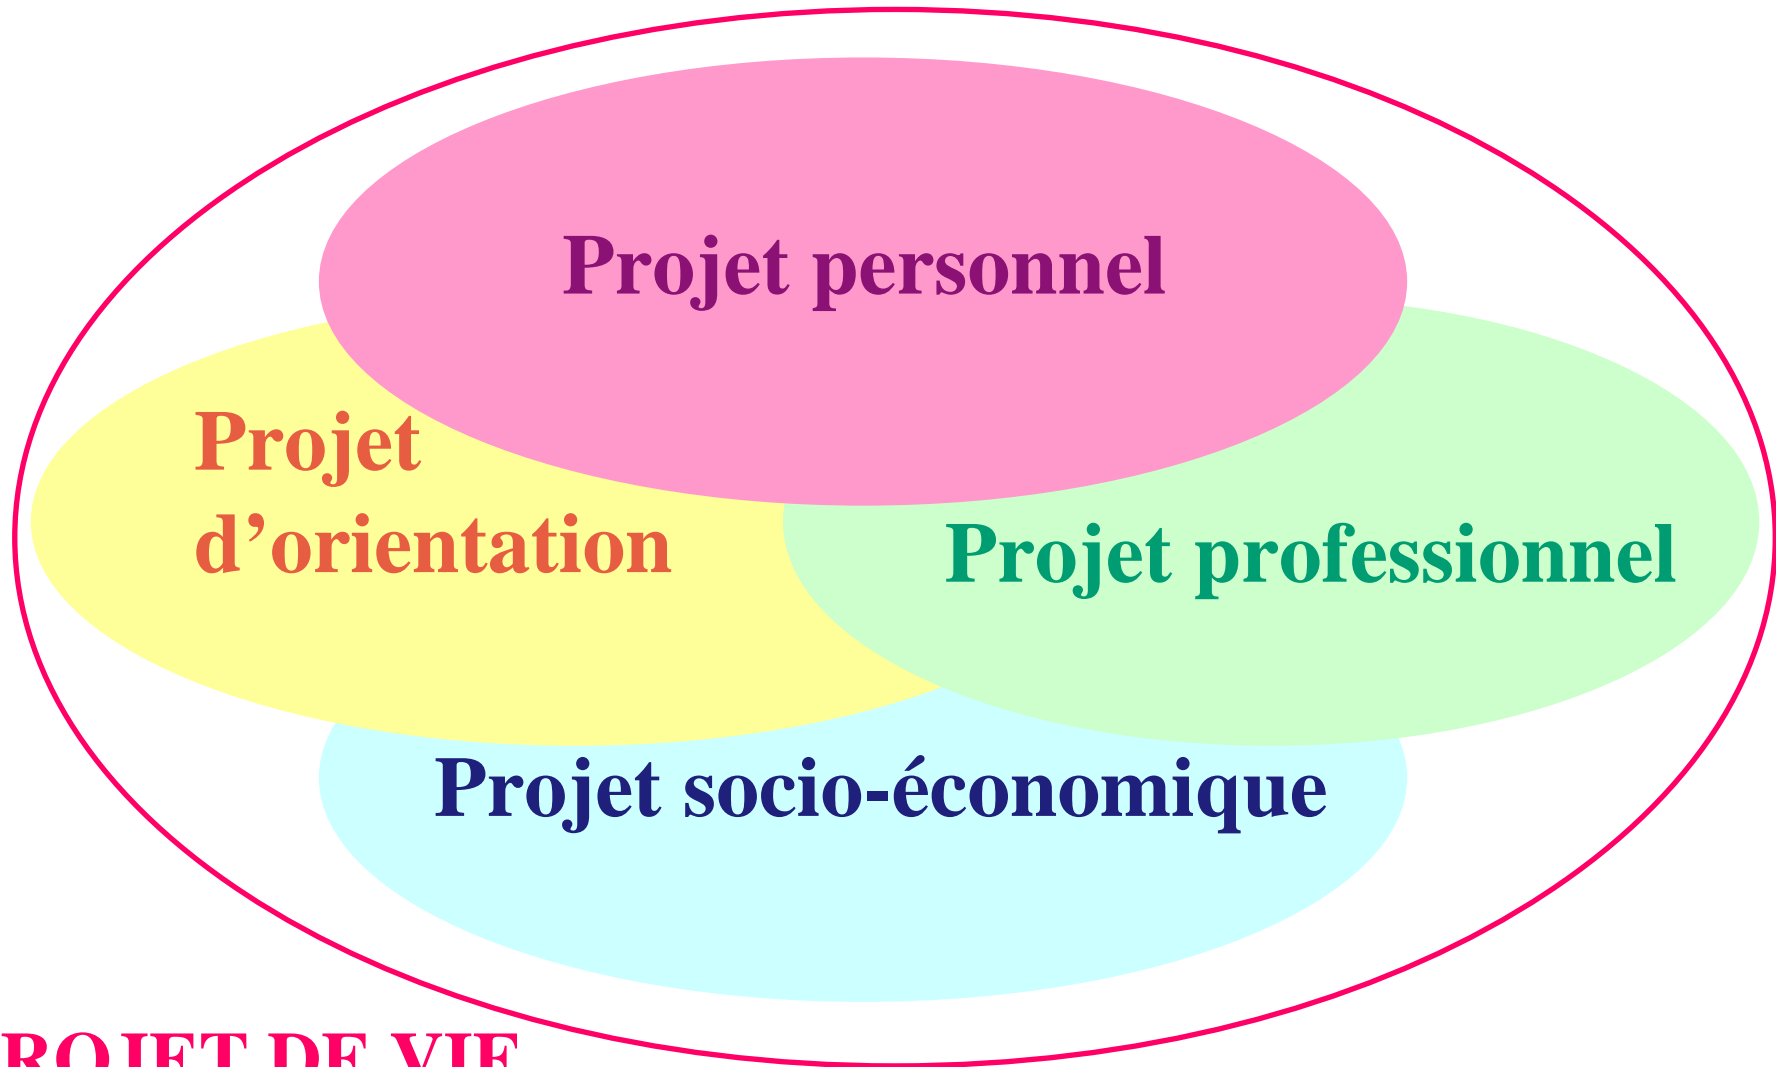 Projet personnel
Projet
d’orientation
Projet professionnel
Projet socio-économique
ROJET DE VIE